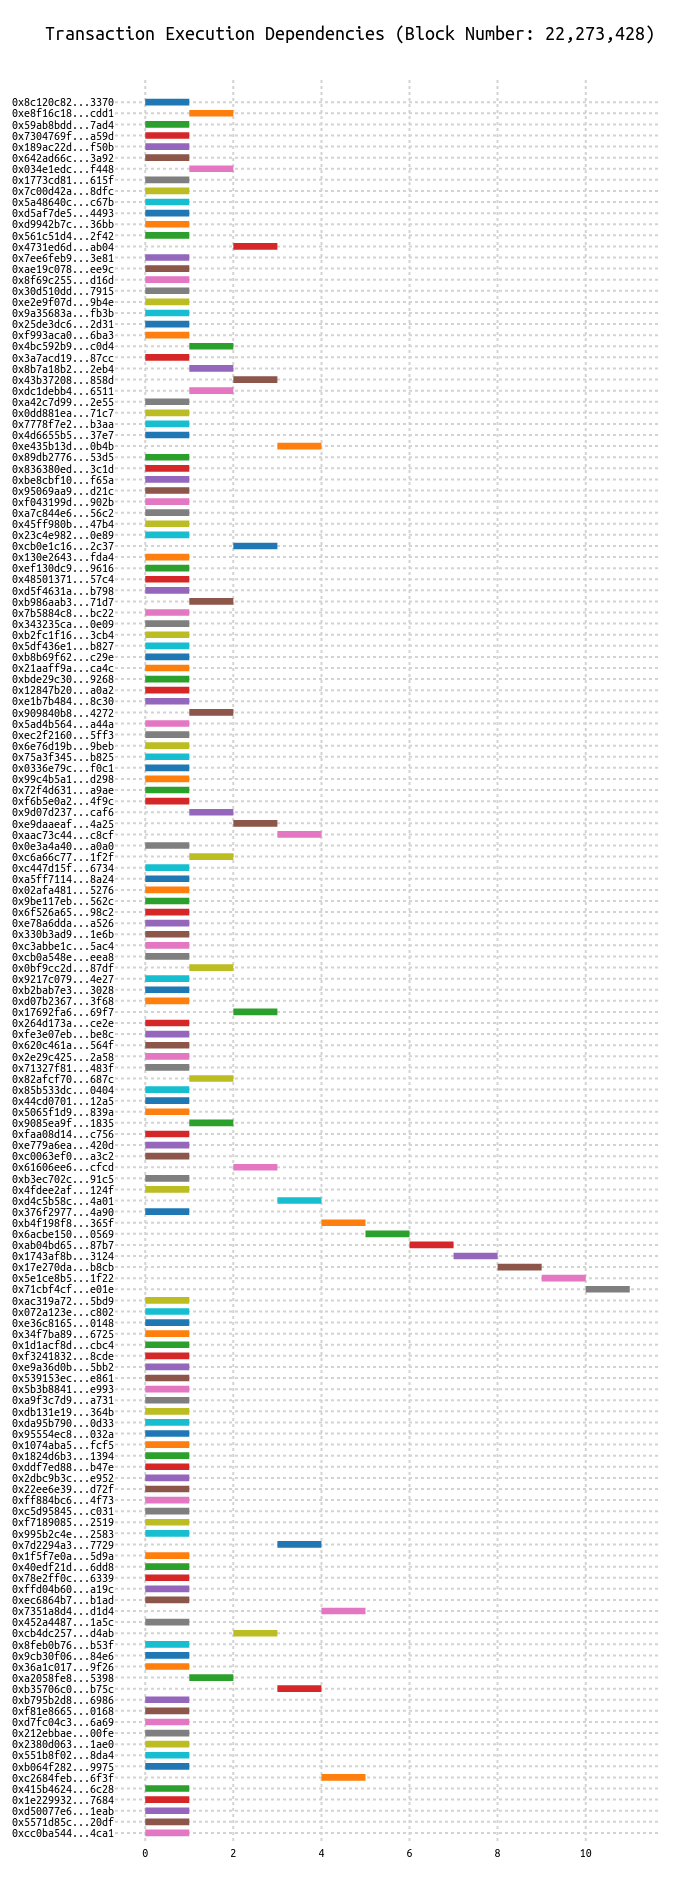 Transaction Execution Dependencies (Block Number: 22,273,428)
0x8c120c82...3370
0xe8f16c18...cdd1
0x59ab8bdd...7ad4
0x7304769f...a59d
0x189ac22d...f50b
0x642ad66c...3a92
0x034e1edc...f448
0x1773cd81...615f
0x7c00d42a...8dfc
0x5a48640c...c67b
0xd5af7de5...4493
0xd9942b7c...36bb
0x561c51d4...2f42
0x4731ed6d...ab04
0x7ee6feb9...3e81
0xae19c078...ee9c
0x8f69c255...d16d
0x30d510dd...7915
0xe2e9f07d...9b4e
0x9a35683a...fb3b
0x25de3dc6...2d31
0xf993aca0...6ba3
0x4bc592b9...c0d4
0x3a7acd19...87cc
0x8b7a18b2...2eb4
0x43b37208...858d
0xdc1debb4...6511
0xa42c7d99...2e55
0x0dd881ea...71c7
0x7778f7e2...b3aa
0x4d6655b5...37e7
0xe435b13d...0b4b
0x89db2776...53d5
0x836380ed...3c1d
0xbe8cbf10...f65a
0x95069aa9...d21c
0xf043199d...902b
0xa7c844e6...56c2
0x45ff980b...47b4
0x23c4e982...0e89
0xcb0e1c16...2c37
0x130e2643...fda4
0xef130dc9...9616
0x48501371...57c4
0xd5f4631a...b798
0xb986aab3...71d7
0x7b5884c8...bc22
0x343235ca...0e09
0xb2fc1f16...3cb4
0x5df436e1...b827
0xb8b69f62...c29e
0x21aaff9a...ca4c
0xbde29c30...9268
0x12847b20...a0a2
0xe1b7b484...8c30
0x909840b8...4272
0x5ad4b564...a44a
0xec2f2160...5ff3
0x6e76d19b...9beb
0x75a3f345...b825
0x0336e79c...f0c1
0x99c4b5a1...d298
0x72f4d631...a9ae
0xf6b5e0a2...4f9c
0x9d07d237...caf6
0xe9daaeaf...4a25
0xaac73c44...c8cf
0x0e3a4a40...a0a0
0xc6a66c77...1f2f
0xc447d15f...6734
0xa5ff7114...8a24
0x02afa481...5276
0x9be117eb...562c
0x6f526a65...98c2
0xe78a6dda...a526
0x330b3ad9...1e6b
0xc3abbe1c...5ac4
0xcb0a548e...eea8
0x0bf9cc2d...87df
0x9217c079...4e27
0xb2bab7e3...3028
0xd07b2367...3f68
0x17692fa6...69f7
0x264d173a...ce2e
0xfe3e07eb...be8c
0x620c461a...564f
0x2e29c425...2a58
0x71327f81...483f
0x82afcf70...687c
0x85b533dc...0404
0x44cd0701...12a5
0x5065f1d9...839a
0x9085ea9f...1835
0xfaa08d14...c756
0xe779a6ea...420d
0xc0063ef0...a3c2
0x61606ee6...cfcd
0xb3ec702c...91c5
0x4fdee2af...124f
0xd4c5b58c...4a01
0x376f2977...4a90
0xb4f198f8...365f
0x6acbe150...0569
0xab04bd65...87b7
0x1743af8b...3124
0x17e270da...b8cb
0x5e1ce8b5...1f22
0x71cbf4cf...e01e
0xac319a72...5bd9
0x072a123e...c802
0xe36c8165...0148
0x34f7ba89...6725
0x1d1acf8d...cbc4
0xf3241832...8cde
0xe9a36d0b...5bb2
0x539153ec...e861
0x5b3b8841...e993
0xa9f3c7d9...a731
0xdb131e19...364b
0xda95b790...0d33
0x95554ec8...032a
0x1074aba5...fcf5
0x1824d6b3...1394
0xddf7ed88...b47e
0x2dbc9b3c...e952
0x22ee6e39...d72f
0xff884bc6...4f73
0xc5d95845...c031
0xf7189085...2519
0x995b2c4e...2583
0x7d2294a3...7729
0x1f5f7e0a...5d9a
0x40edf21d...6dd8
0x78e2ff0c...6339
0xffd04b60...a19c
0xec6864b7...b1ad
0x7351a8d4...d1d4
0x452a4487...1a5c
0xcb4dc257...d4ab
0x8feb0b76...b53f
0x9cb30f06...84e6
0x36a1c017...9f26
0xa2058fe8...5398
0xb35706c0...b75c
0xb795b2d8...6986
0xf81e8665...0168
0xd7fc04c3...6a69
0x212ebbae...00fe
0x2380d063...1ae0
0x551b8f02...8da4
0xb064f282...9975
0xc2684feb...6f3f
0x415b4624...6c28
0x1e229932...7684
0xd50077e6...1eab
0x5571d85c...20df
0xcc0ba544...4ca1
0 2 4 6 8 10